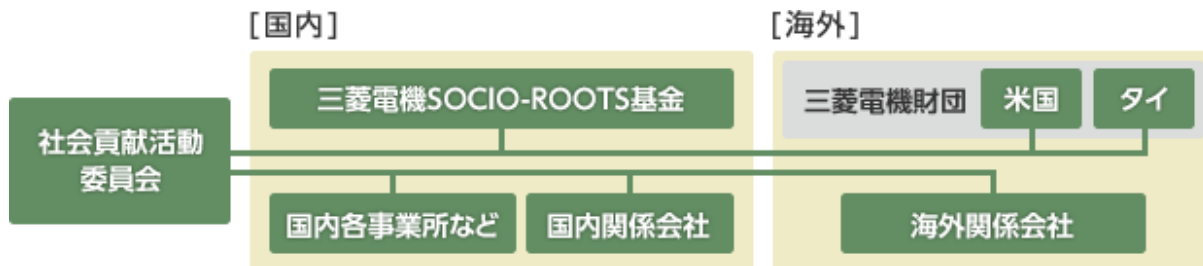 [国内]
[海外]
三菱電機SOCIO-ROOTS基金
三菱電機財団
米国
タイ
社会貢献活動
委員会
国内各事業所など
国内関係会社
海外関係会社